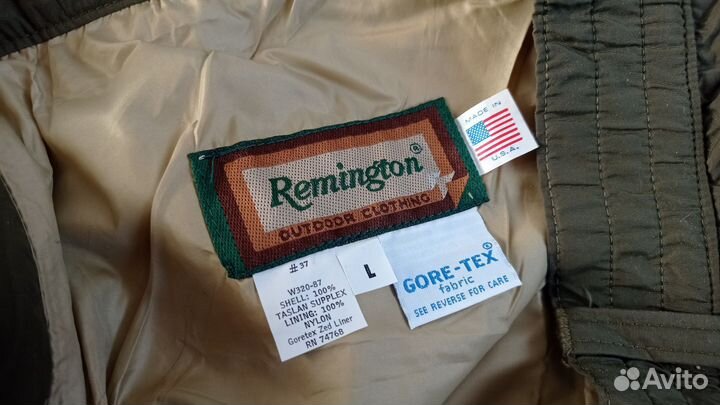 MADE IN
U.S.A.
Remington®
OUTDOOR CLOTHING
#37
W320-87
SHELL: 100%
TASLAN SUPPLEX
LINING: 100%
NYLON
Goretex Zed Liner
RN 74768
L
GORE-TEX®
fabric
SEE REVERSE FOR CARE
Avito